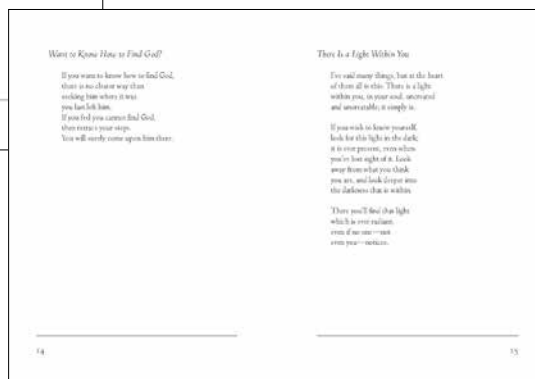 Want to Know How to Find God?
If you want to know how to find God,
there is no surer way than
seeking him where it was
you last left him.
If you feel you cannot find God,
then retrace your steps.
You will surely come upon him there.
14
There Is a Light Within You
I've said many things, but at the heart
of them all is this: There is a light
within you, in your soul, uncreated
and uncreatable; it simply is.
If you wish to know yourself,
look for this light in the dark;
it is ever present, even when
you've lost sight of it. Look
away from what you think
you are, and look deeper into
the darkness that is within.
There you'll find that light
which is ever radiant,
even if no one—not
even you—notices.
15